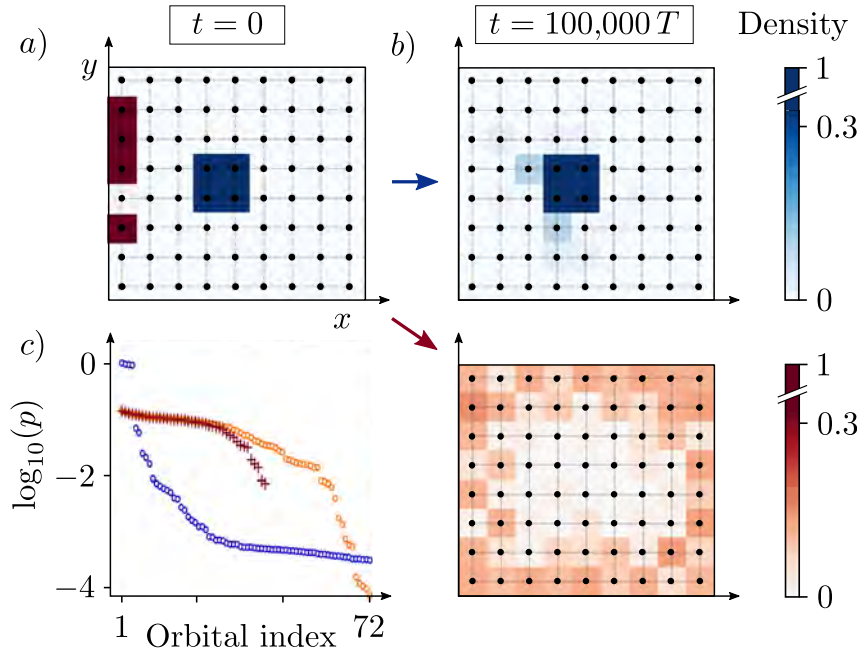 a)
t = 0
b)
t = 100,000 T
Density
y
x
1
0.3
0
c)
0
−2
−4
log10(p)
1
72
Orbital index
1
0.3
0